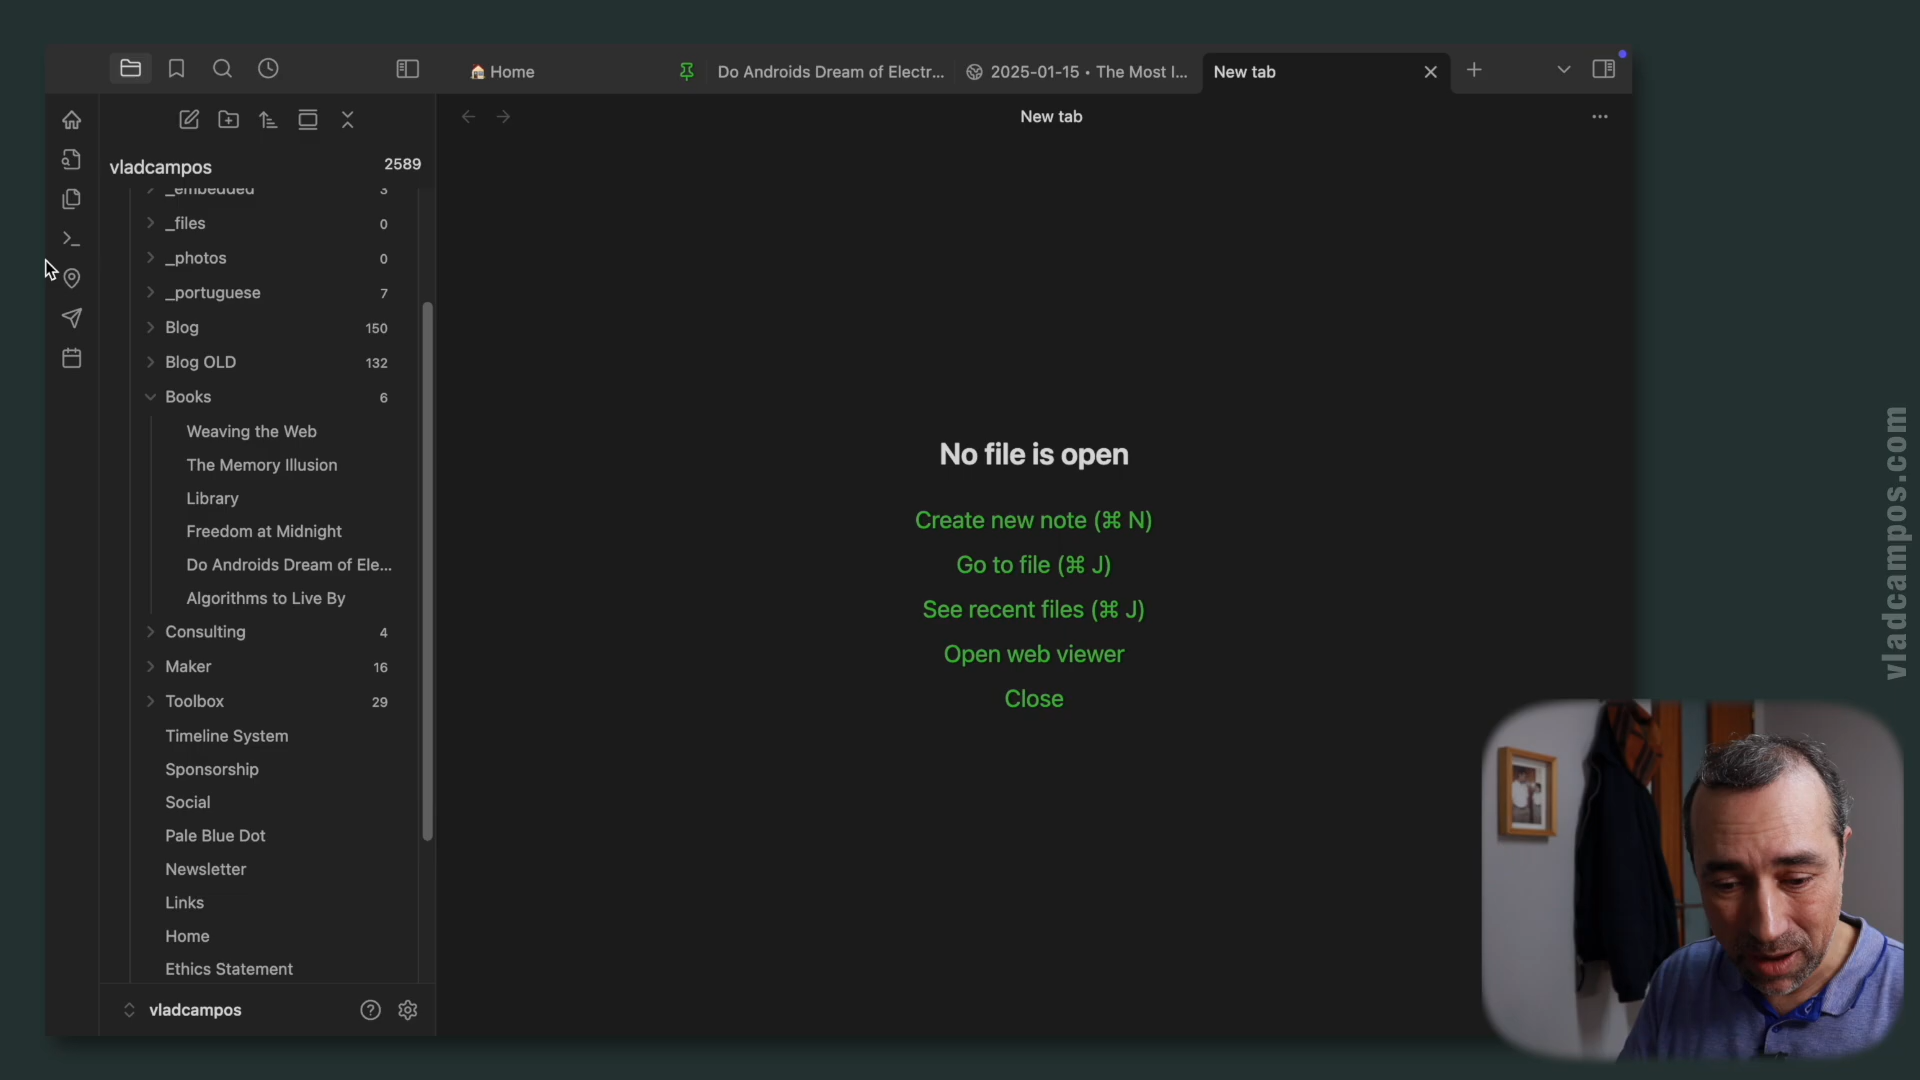 Home
Do Androids Dream of Electr...
2025-01-15 • The Most I...
New tab
New tab
vladcampos
2589
_embedded
3
_files
0
_photos
0
_portuguese
7
Blog
150
Blog OLD
132
Books
6
Weaving the Web
The Memory Illusion
Library
Freedom at Midnight
Do Androids Dream of Ele...
Algorithms to Live By
Consulting
4
Maker
16
Toolbox
29
Timeline System
Sponsorship
Social
Pale Blue Dot
Newsletter
Links
Home
Ethics Statement
vladcampos
No file is open
Create new note (⌘ N)
Go to file (⌘ J)
See recent files (⌘ J)
Open web viewer
Close
vladcampos.com